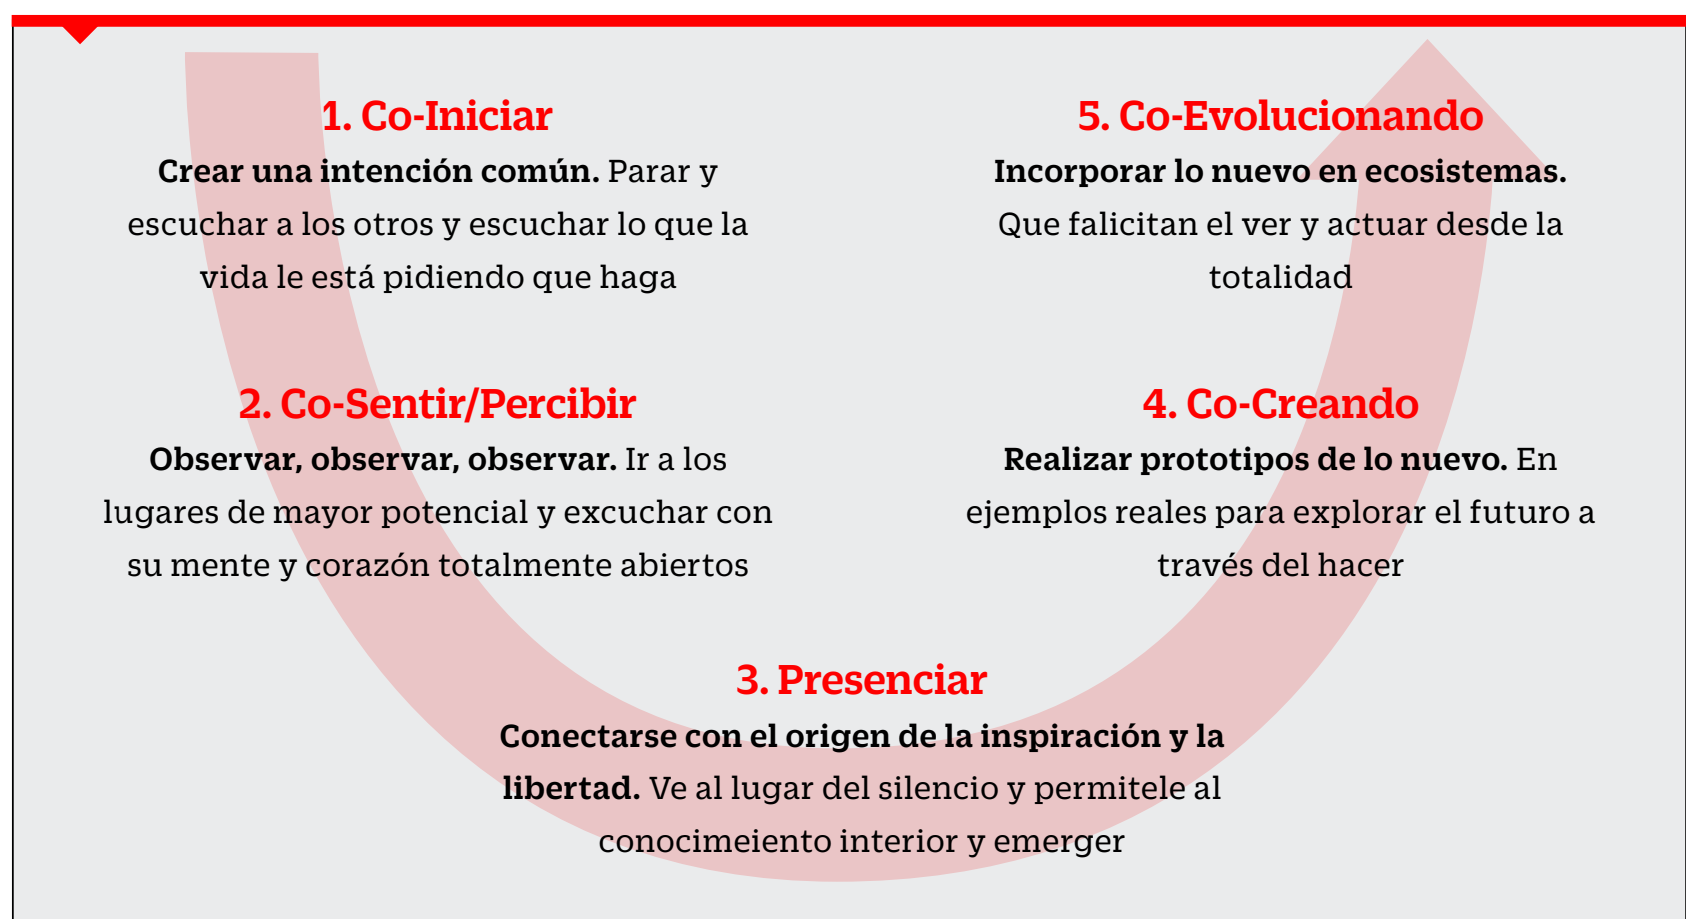 1. Co-Iniciar
Crear una intención común. Parar y
escuchar a los otros y escuchar lo que la
vida le está pidiendo que haga
2. Co-Sentir/Percibir
Observar, observar, observar. Ir a los
lugares de mayor potencial y excuchar con
su mente y corazón totalmente abiertos
3. Presenciar
Conectarse con el origen de la inspiración y la
libertad. Ve al lugar del silencio y permitele al
conocimeiento interior y emerger
4. Co-Creando
Realizar prototipos de lo nuevo. En
ejemplos reales para explorar el futuro a
través del hacer
5. Co-Evolucionando
Incorporar lo nuevo en ecosistemas.
Que falicitan el ver y actuar desde la
totalidad